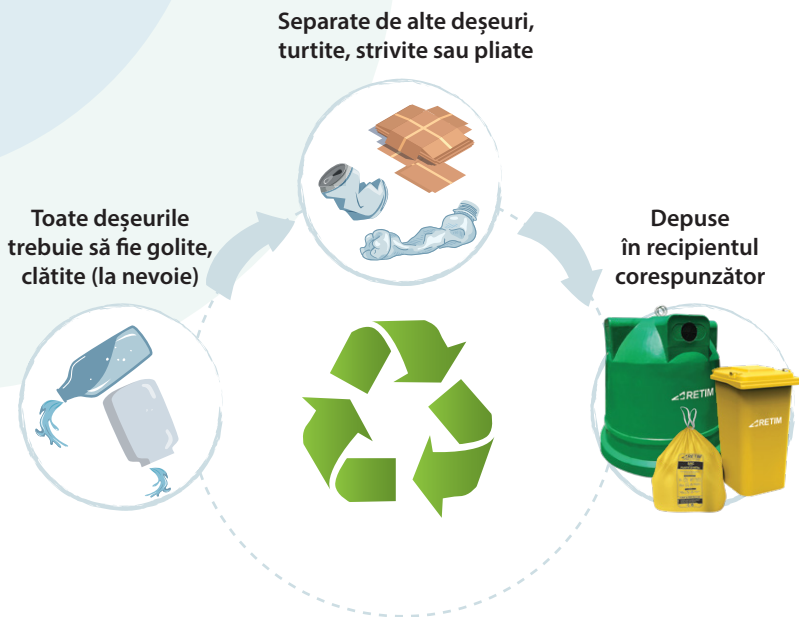 Toate deșeurile
trebuie să fie golite,
clătite (la nevoie)
Separate de alte deșeuri,
turtite, strivite sau pliate
Depuse
în recipientul
corespunzător
RETIM
RETIM
RETIM